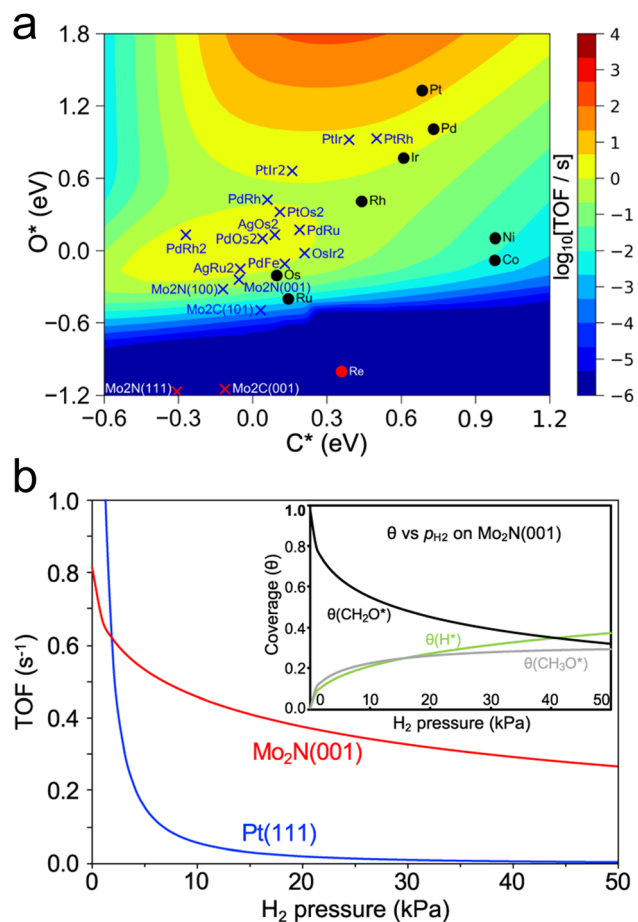 a
1.8
1.2
0.6
0.0
−0.6
−1.2
O* (eV)
Pt
Pd
PtIr
PtRh
Ir
PtIr2
Rh
PdRh
PtOs2
AgOs2
PdRu
PdOs2
PdRh2
OsIr2
Ni
Co
PdFe
AgRu2
Os
Mo2N(100)
Mo2N(001)
Ru
Mo2C(101)
Re
Mo2N(111)
Mo2C(001)
−0.6
−0.3
0.0
0.3
0.6
0.9
1.2
C* (eV)
4
3
2
1
0
−1
−2
−3
−4
−5
−6
log₁₀[TOF / s]
b
1.0
0.8
0.6
0.4
0.2
0.0
TOF (s⁻¹)
Mo₂N(001)
Pt(111)
0
10
20
30
40
50
H₂ pressure (kPa)
θ vs pH2 on Mo₂N(001)
1.0
0.8
0.6
0.4
0.2
0
Coverage (θ)
θ(CH₂O*)
θ(H*)
θ(CH₃O*)
0
10
20
30
40
50
H₂ pressure (kPa)